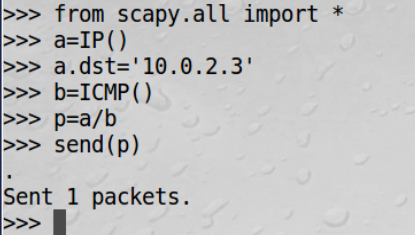 >>> from scapy.all import *
>>> a=IP()
>>> a.dst='10.0.2.3'
>>> b=ICMP()
>>> p=a/b
>>> send(p)
.
Sent 1 packets.
>>>